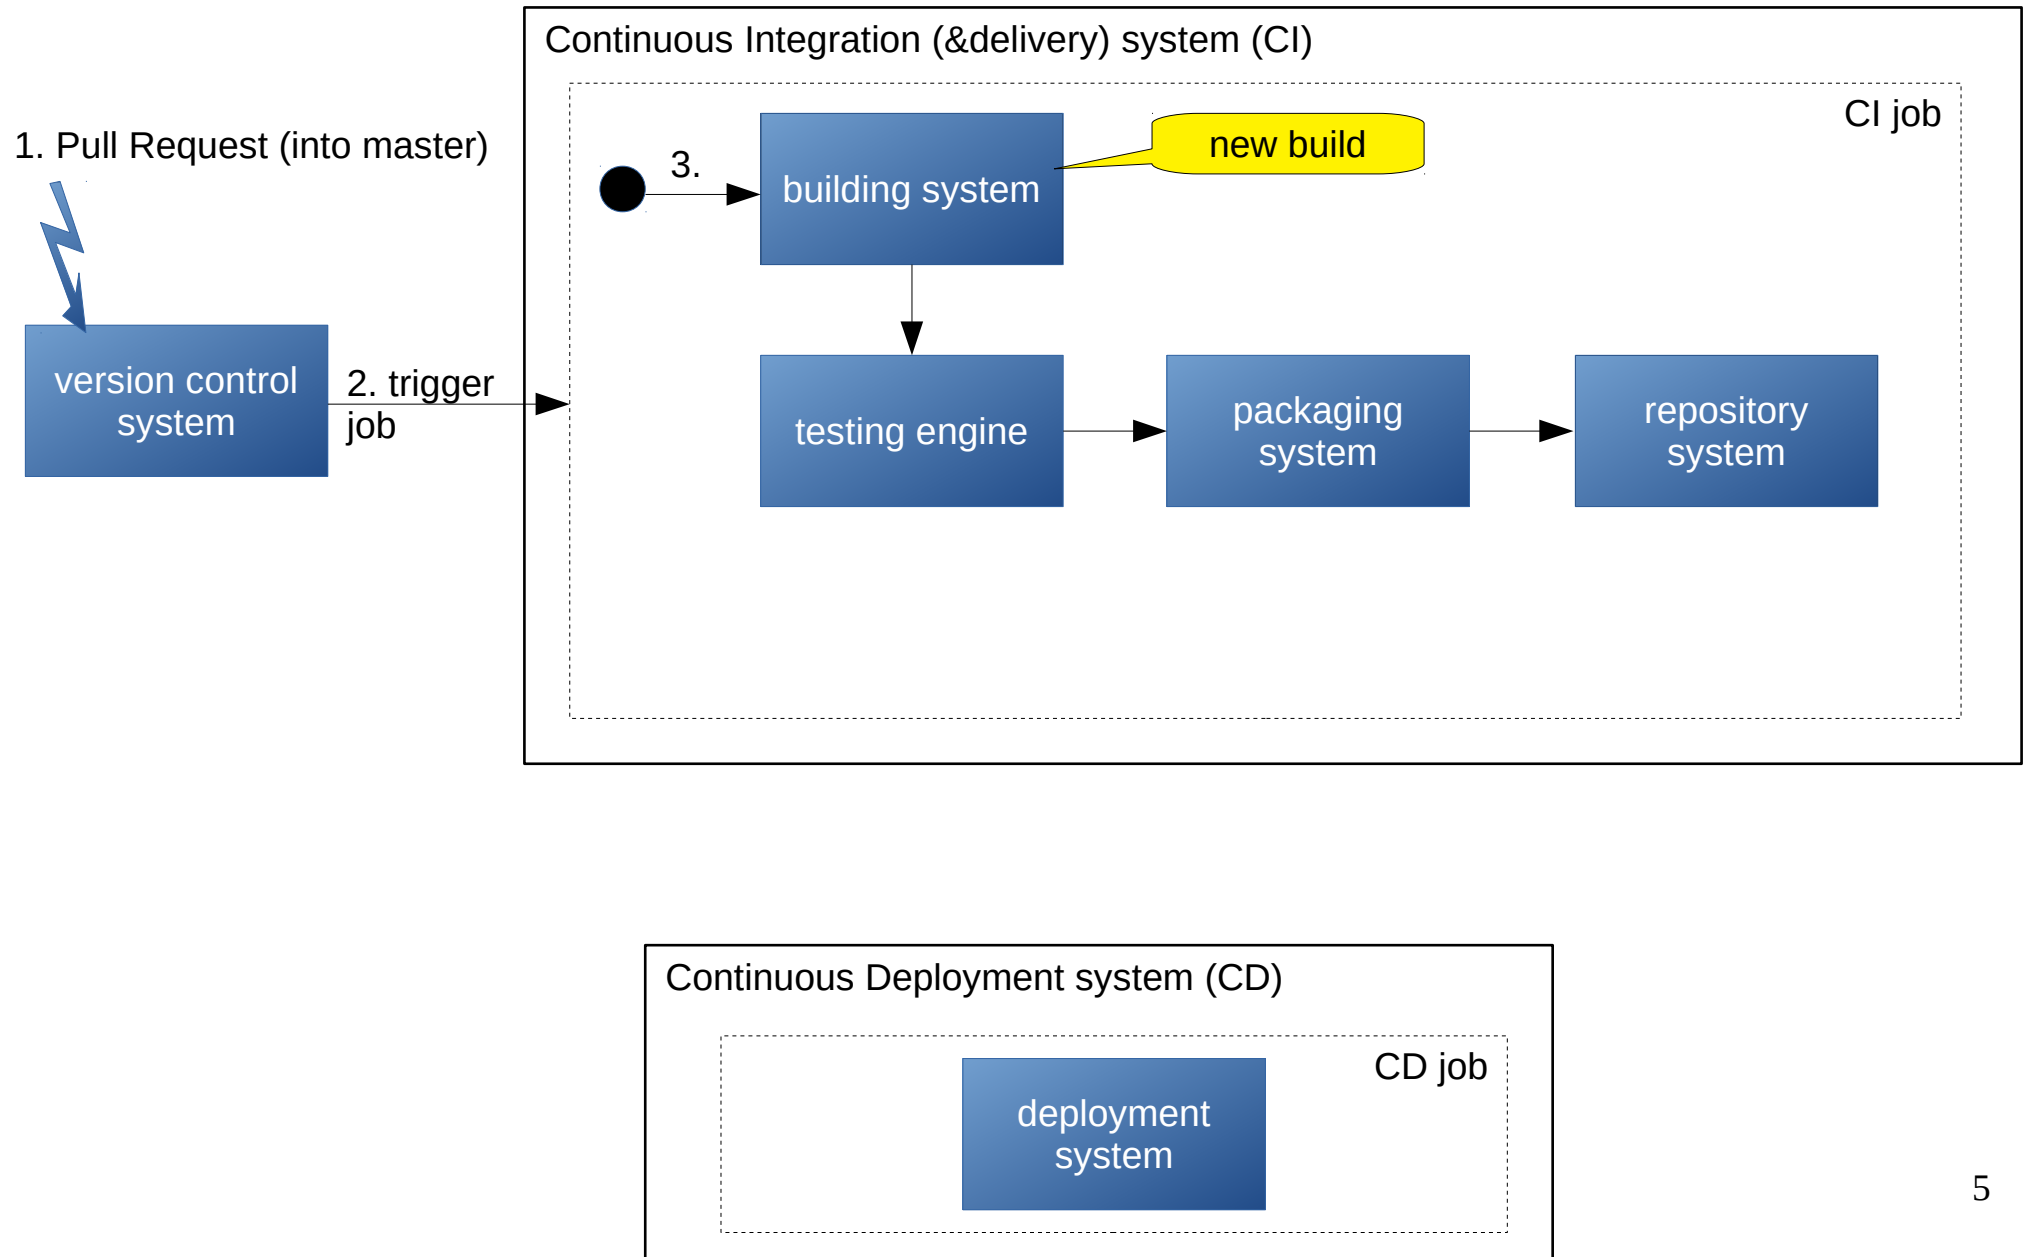 Continuous Integration (&delivery) system (CI)
CI job
1. Pull Request (into master)
3.
building system
new build
version control
system
2. trigger
job
testing engine
packaging
system
repository
system
Continuous Deployment system (CD)
CD job
deployment
system
5